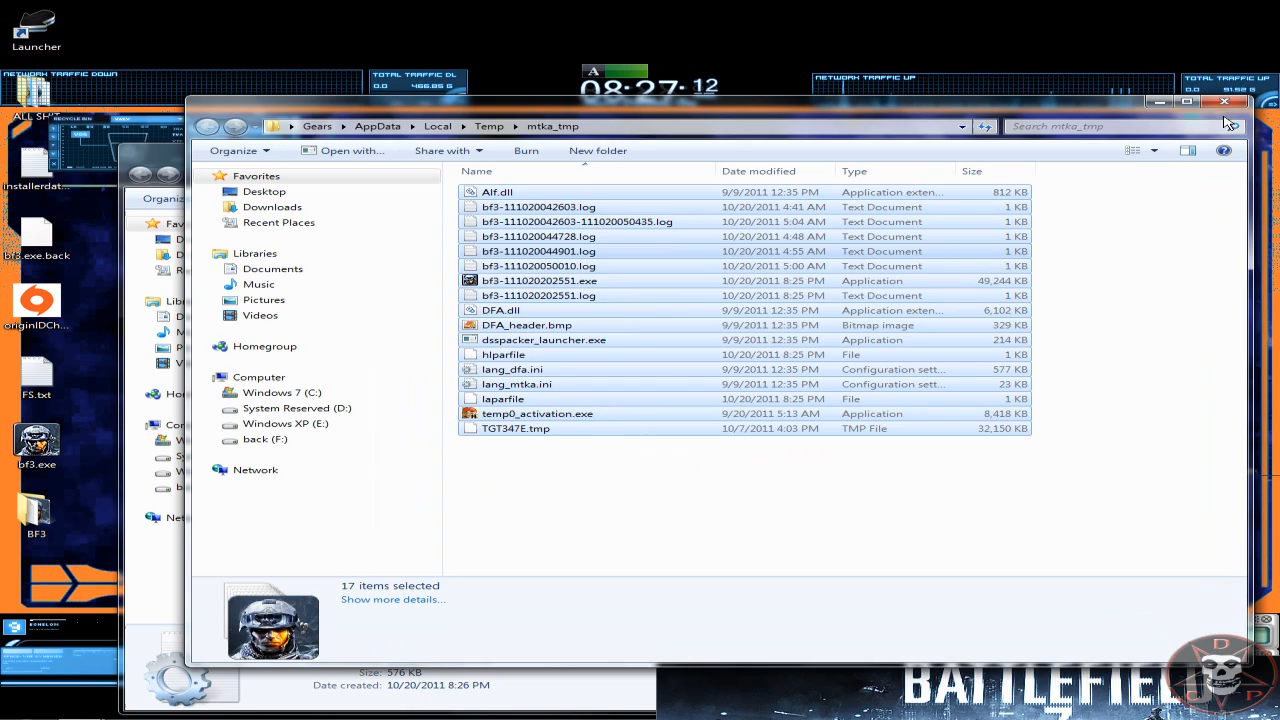 Launcher
NETWORK TRAFFIC DOWN
TOTAL TRAFFIC DL
0.0 466.85 G
A
08:27:12
NETWORK TRAFFIC UP
TOTAL TRAFFIC UP
0.0 91.52 G
RECYCLE BIN
ALL SH!T
installerdat...
bf3.exe.back
originIDCh...
FS.txt
bf3.exe
BF3
ECHELON
Gears
AppData
Local
Temp
mtka_tmp
Search mtka_tmp
Organize
Open with...
Share with
Burn
New folder
Favorites
Desktop
Downloads
Recent Places
Libraries
Documents
Music
Pictures
Videos
Homegroup
Computer
Windows 7 (C:)
System Reserved (D:)
Windows XP (E:)
back (F:)
Network
Name Date modified Type Size
Alf.dll 9/9/2011 12:35 PM Application exten... 812 KB
bf3-111020042603.log 10/20/2011 4:41 AM Text Document 1 KB
bf3-111020042603-111020050435.log 10/20/2011 5:04 AM Text Document 1 KB
bf3-111020044728.log 10/20/2011 4:48 AM Text Document 1 KB
bf3-111020044901.log 10/20/2011 4:55 AM Text Document 1 KB
bf3-111020050010.log 10/20/2011 5:00 AM Text Document 1 KB
bf3-111020202551.exe 10/20/2011 8:25 PM Application 49,244 KB
bf3-111020202551.log 10/20/2011 8:25 PM Text Document 1 KB
DFA.dll 9/9/2011 12:35 PM Application exten... 6,102 KB
DFA_header.bmp 9/9/2011 12:35 PM Bitmap image 329 KB
dsspacker_launcher.exe 9/9/2011 12:35 PM Application 214 KB
hlparfile 10/20/2011 8:25 PM File 1 KB
lang_dfa.ini 9/9/2011 12:35 PM Configuration sett... 577 KB
lang_mtka.ini 9/9/2011 12:35 PM Configuration sett... 23 KB
laparfile 10/20/2011 8:25 PM File 1 KB
temp0_activation.exe 9/20/2011 5:13 AM Application 8,418 KB
TGT347E.tmp 10/7/2011 4:03 PM TMP File 32,150 KB
17 items selected
Show more details...
Organiz
Fav
D
D
R
Lib
D
M
P
V
Ho
Co
W
Sy
W
b
Net
Size: 576 KB
Date created: 10/20/2011 8:26 PM
BATTLEFIE
D
C P